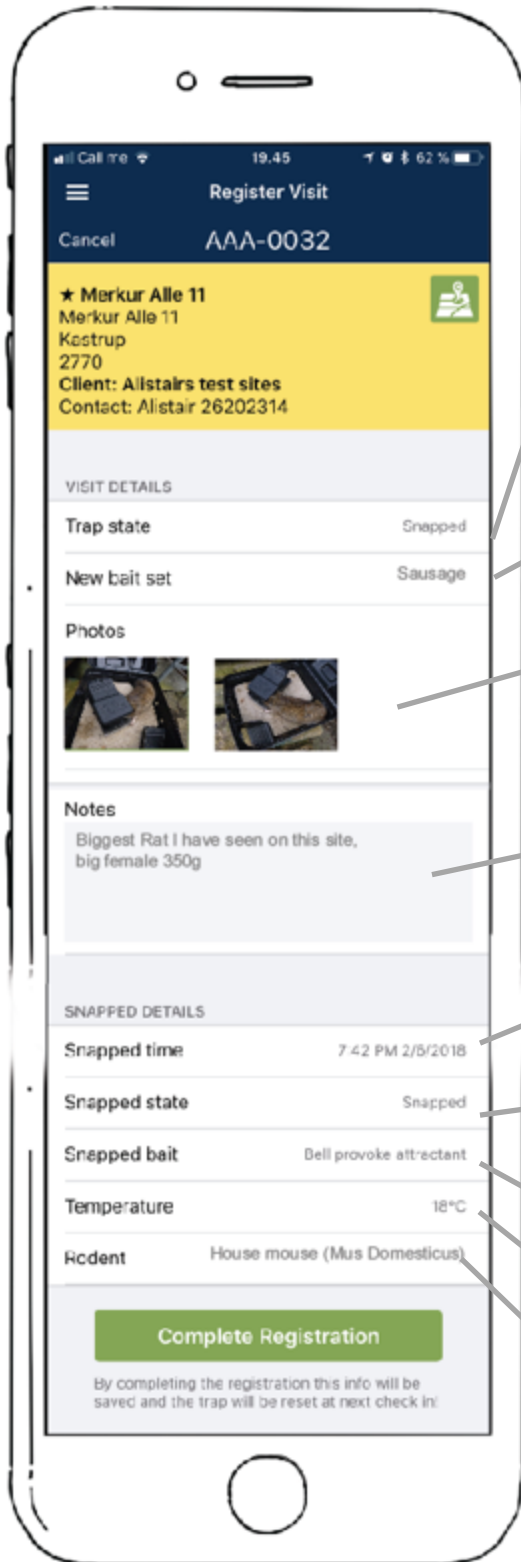 Call me 19.45 62 %
Register Visit
Cancel AAA-0032
★ Merkur Alle 11
Merkur Alle 11
Kastrup
2770
Client: Alistairs test sites
Contact: Alistair 26202314
VISIT DETAILS
Trap state Snapped
New bait set Sausage
Photos
Notes
Biggest Rat I have seen on this site,
big female 350g
SNAPPED DETAILS
Snapped time 7:42 PM 2/5/2018
Snapped state Snapped
Snapped bait Bell provoke attractant
Temperature 18°C
Rodent House mouse (Mus Domesticus)
Complete Registration
By completing the registration this info will be
saved and the trap will be reset at next check in!